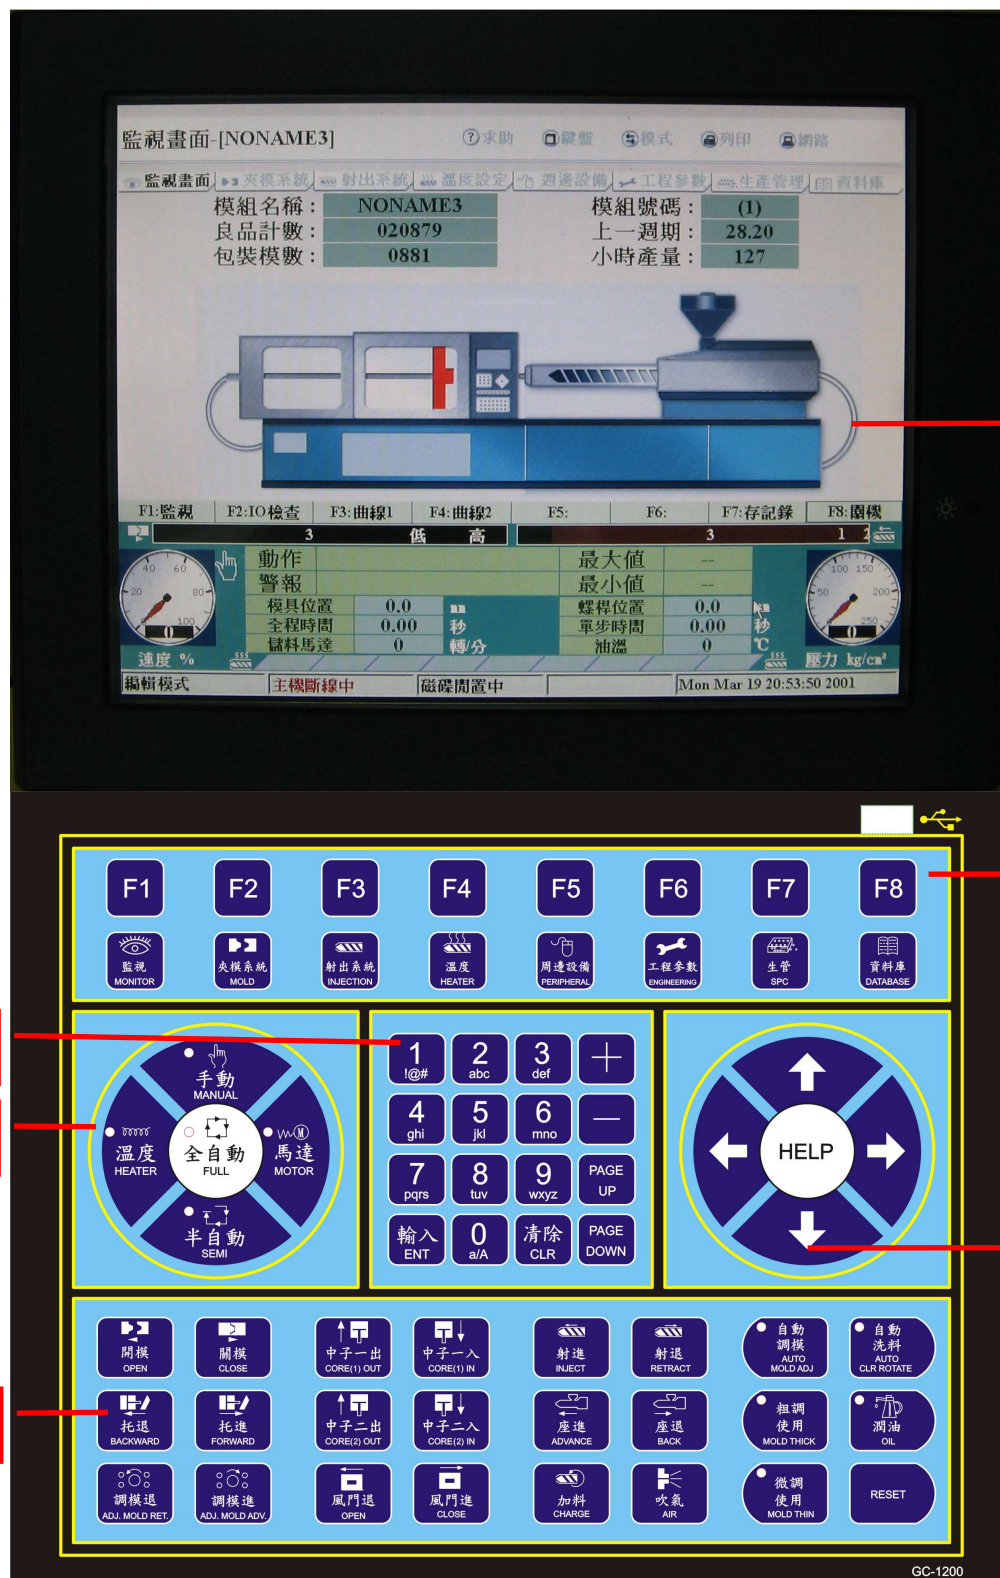 監視畫面-[NONAME3] 求助 鍵盤 模式 列印 網路
監視畫面 夾模系統 射出系統 溫度設定 週邊設備 工程參數 生產管理 資料庫
模組名稱： NONAME3 模組號碼： (1)
良品計數： 020879 上一週期： 28.20
包裝模數： 0881 小時產量： 127
F1:監視 F2:IO檢查 F3:曲線1 F4:曲線2 F5: F6: F7:存記錄 F8:關機
3 低 高 3 1 2
動作 最大值 --
警報 最小值 --
模具位置 0.0 螺桿位置 0.0
全程時間 0.00 秒 單步時間 0.00 秒
儲料馬達 0 轉/分 油溫 0 ℃
20 40 60 80 100
0
速度 %
50 100 150 200 250
0
壓力 kg/cm²
編輯模式 主機斷線中 磁碟閒置中 Mon Mar 19 20:53:50 2001
F1 F2 F3 F4 F5 F6 F7 F8
監視 夾模系統 射出系統 溫度 周邊設備 工程參數 生管 資料庫
MONITOR MOLD INJECTION HEATER PERIPHERAL ENGINEERING SPC DATABASE
手動
MANUAL
溫度 全自動 馬達
HEATER FULL MOTOR
半自動
SEMI
1 2 3 +
!@# abc def
4 5 6 —
ghi jkl mno
7 8 9 PAGE UP
pqrs tuv wxyz
輸入 0 清除 PAGE DOWN
ENT a/A CLR
HELP
開模 關模 中子一出 中子一入 射進 射退 自動調模 自動洗料
OPEN CLOSE CORE(1) OUT CORE(1) IN INJECT RETRACT AUTO MOLD ADJ AUTO CLR ROTATE
托退 托進 中子二出 中子二入 座進 座退 粗調使用 潤油
BACKWARD FORWARD CORE(2) OUT CORE(2) IN ADVANCE BACK MOLD THICK OIL
調模退 調模進 風門退 風門進 加料 吹氣 微調使用 RESET
ADJ. MOLD RET. ADJ. MOLD ADV. OPEN CLOSE CHARGE AIR MOLD THIN
GC-1200